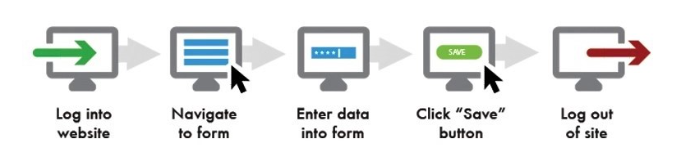 SAVE
Log into
website
Navigate
to form
Enter data
into form
Click “Save”
button
Log out
of site